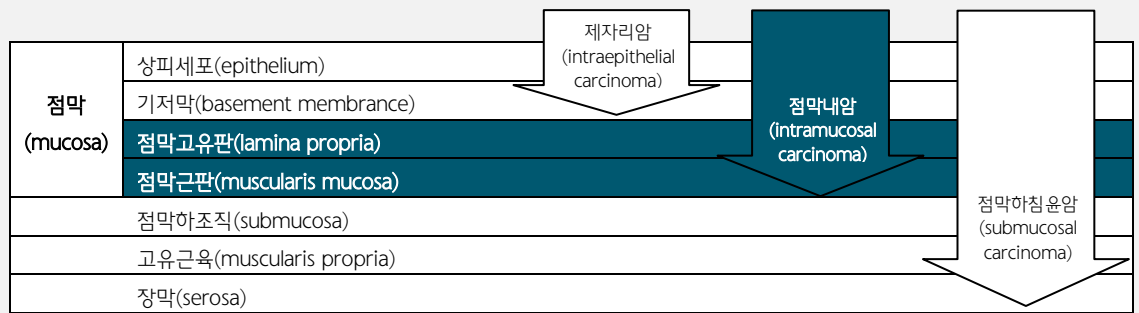 제자리암
(intraepithelial
carcinoma)
점막내암
(intramucosal
carcinoma)
점막하침윤암
(submucosal
carcinoma)
점막
(mucosa)
상피세포(epithelium)
기저막(basement membrance)
점막고유판(lamina propria)
점막근판(muscularis mucosa)
점막하조직(submucosa)
고유근육(muscularis propria)
장막(serosa)